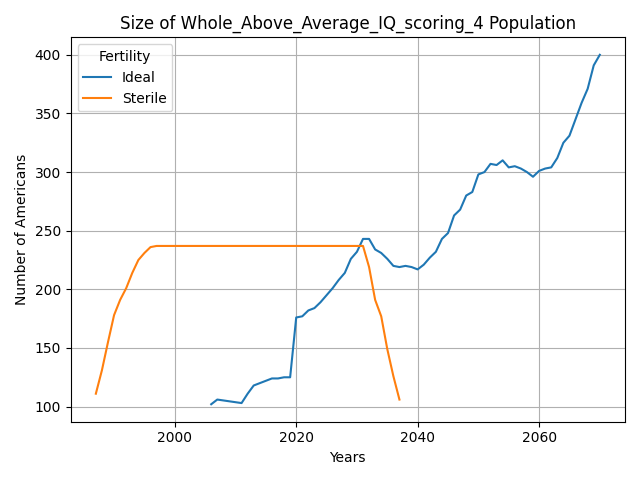 Size of Whole_Above_Average_IQ_scoring_4 Population
Number of Americans
400
350
300
250
200
150
100
Fertility
Ideal
Sterile
2000 2020 2040 2060
Years